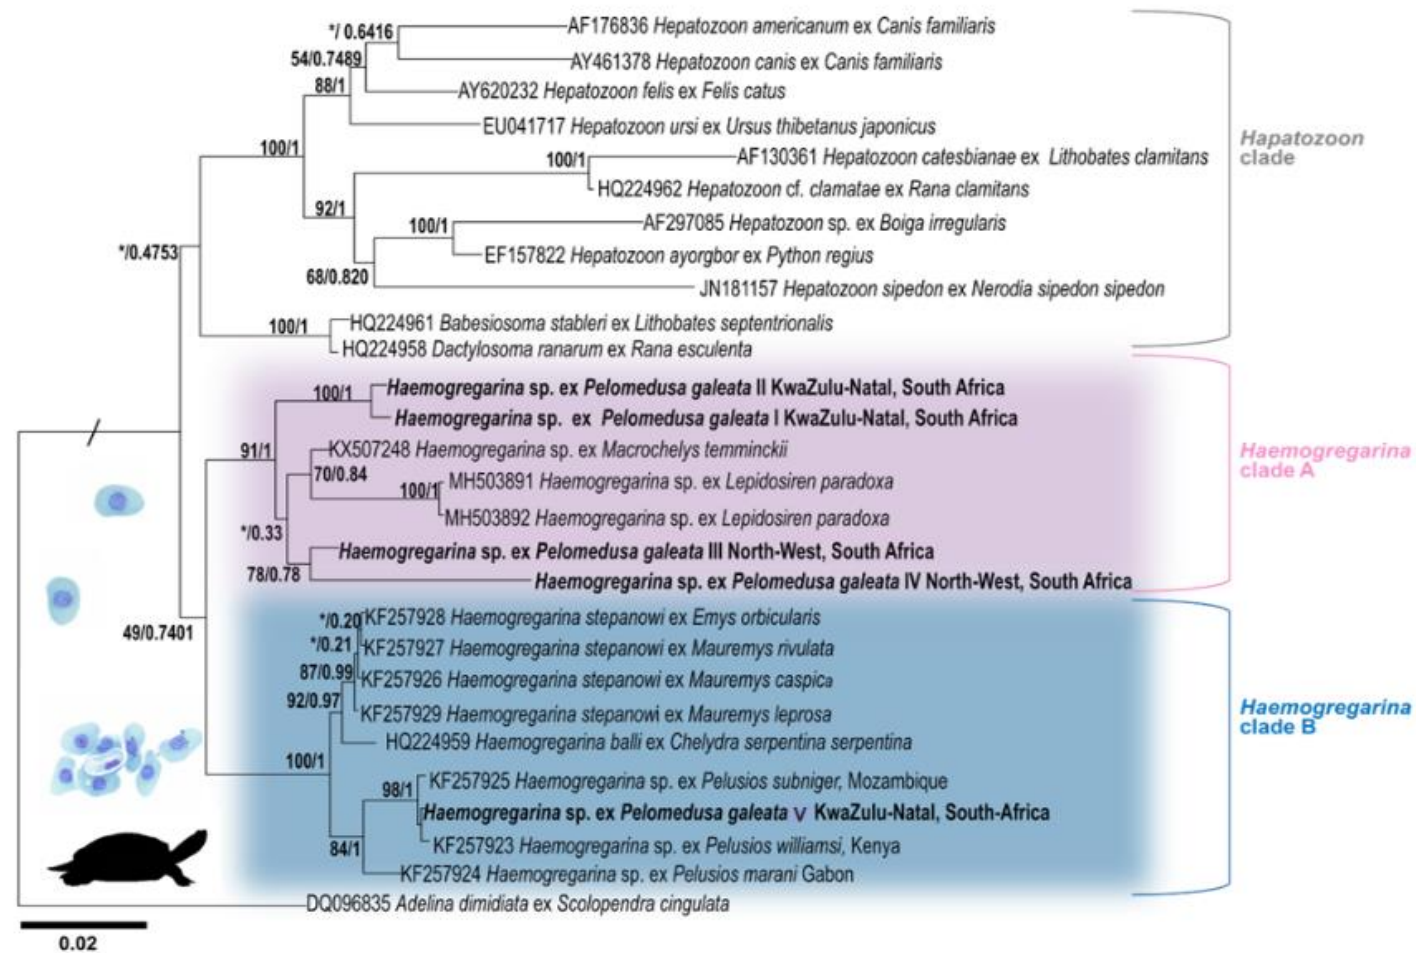 */ 0.6416
AF176836 Hepatozoon americanum ex Canis familiaris
54/0.7489
AY461378 Hepatozoon canis ex Canis familiaris
88/1
AY620232 Hepatozoon felis ex Felis catus
EU041717 Hepatozoon ursi ex Ursus thibetanus japonicus
100/1
100/1
AF130361 Hepatozoon catesbianae ex Lithobates clamitans
Hapatozoon
clade
HQ224962 Hepatozoon cf. clamatae ex Rana clamitans
92/1
100/1
AF297085 Hepatozoon sp. ex Boiga irregularis
*/0.4753
EF157822 Hepatozoon ayorgbor ex Python regius
68/0.820
JN181157 Hepatozoon sipedon ex Nerodia sipedon sipedon
100/1
HQ224961 Babesiosoma stableri ex Lithobates septentrionalis
HQ224958 Dactylosoma ranarum ex Rana esculenta
100/1
Haemogregarina sp. ex Pelomedusa galeata II KwaZulu-Natal, South Africa
Haemogregarina sp. ex Pelomedusa galeata I KwaZulu-Natal, South Africa
91/1
KX507248 Haemogregarina sp. ex Macrochelys temminckii
Haemogregarina
clade A
70/0.84
100/1
MH503891 Haemogregarina sp. ex Lepidosiren paradoxa
MH503892 Haemogregarina sp. ex Lepidosiren paradoxa
*/0.33
Haemogregarina sp. ex Pelomedusa galeata III North-West, South Africa
78/0.78
Haemogregarina sp. ex Pelomedusa galeata IV North-West, South Africa
49/0.7401
*/0.20
KF257928 Haemogregarina stepanowi ex Emys orbicularis
*/0.21
KF257927 Haemogregarina stepanowi ex Mauremys rivulata
87/0.99
KF257926 Haemogregarina stepanowi ex Mauremys caspica
92/0.97
KF257929 Haemogregarina stepanowi ex Mauremys leprosa
Haemogregarina
clade B
HQ224959 Haemogregarina balli ex Chelydra serpentina serpentina
100/1
98/1
KF257925 Haemogregarina sp. ex Pelusios subniger, Mozambique
Haemogregarina sp. ex Pelomedusa galeata V KwaZulu-Natal, South-Africa
84/1
KF257923 Haemogregarina sp. ex Pelusios williamsi, Kenya
KF257924 Haemogregarina sp. ex Pelusios marani Gabon
DQ096835 Adelina dimidiata ex Scolopendra cingulata
0.02